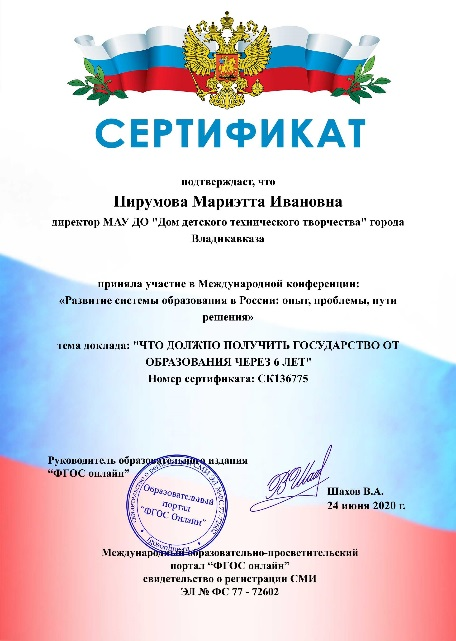 СЕРТИФИКАТ
подтверждает, что
Пирумова Мариэтта Ивановна
директор МАУ ДО "Дом детского технического творчества" города
Владикавказа
приняла участие в Международной конференции:
«Развитие системы образования в России: опыт, проблемы, пути
решения»
тема доклада: "ЧТО ДОЛЖНО ПОЛУЧИТЬ ГОСУДАРСТВО ОТ
ОБРАЗОВАНИЯ ЧЕРЕЗ 6 ЛЕТ"
Номер сертификата: СК136775
Руководитель образовательного издания
“ФГОС онлайн”
Образовательный
портал
"ФГОС Онлайн"
Шахов В.А.
24 июня 2020 г.
Международный образовательно-просветительский
портал “ФГОС онлайн”
свидетельство о регистрации СМИ
ЭЛ № ФС 77 - 72602